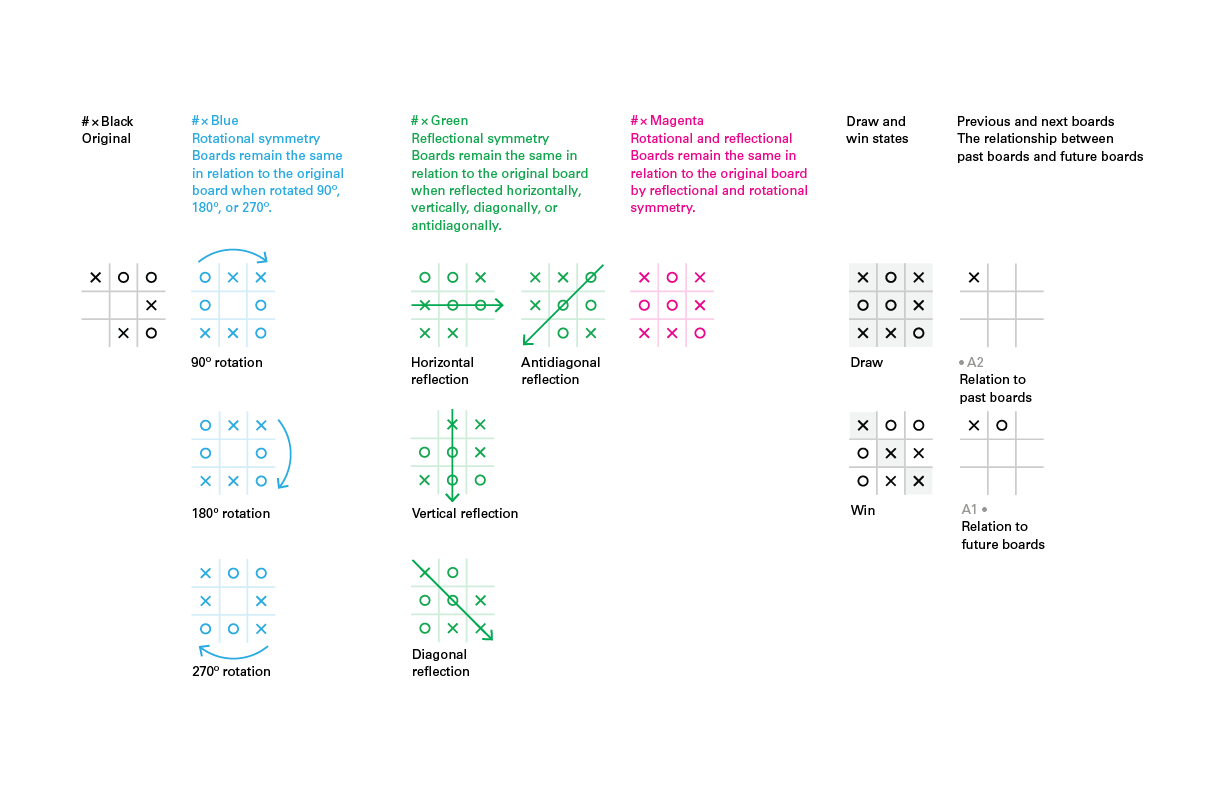 # × Black
Original
# × Blue
Rotational symmetry
Boards remain the same
in relation to the original
board when rotated 90º,
180º, or 270º.
# × Green
Reflectional symmetry
Boards remain the same in
relation to the original board
when reflected horizontally,
vertically, diagonally, or
antidiagonally.
# × Magenta
Rotational and reflectional
Boards remain the same in
relation to the original board
by reflectional and rotational
symmetry.
Draw and
win states
Previous and next boards
The relationship between
past boards and future boards
X O O
X
X O
O X X
O O
X X O
90º rotation
O O X
X O O
X X
Horizontal
reflection
X X O
X O O
O X
Antidiagonal
reflection
X O X
O O X
X X O
X O X
O O X
X X O
Draw
X
• A2
Relation to
past boards
O X X
O O
X X O
180º rotation
X X
O O X
X O O
Vertical reflection
X O O
O X X
O X X
Win
X O
A1 •
Relation to
future boards
X O O
X X
O O X
270º rotation
X O
O O X
O X X
Diagonal
reflection